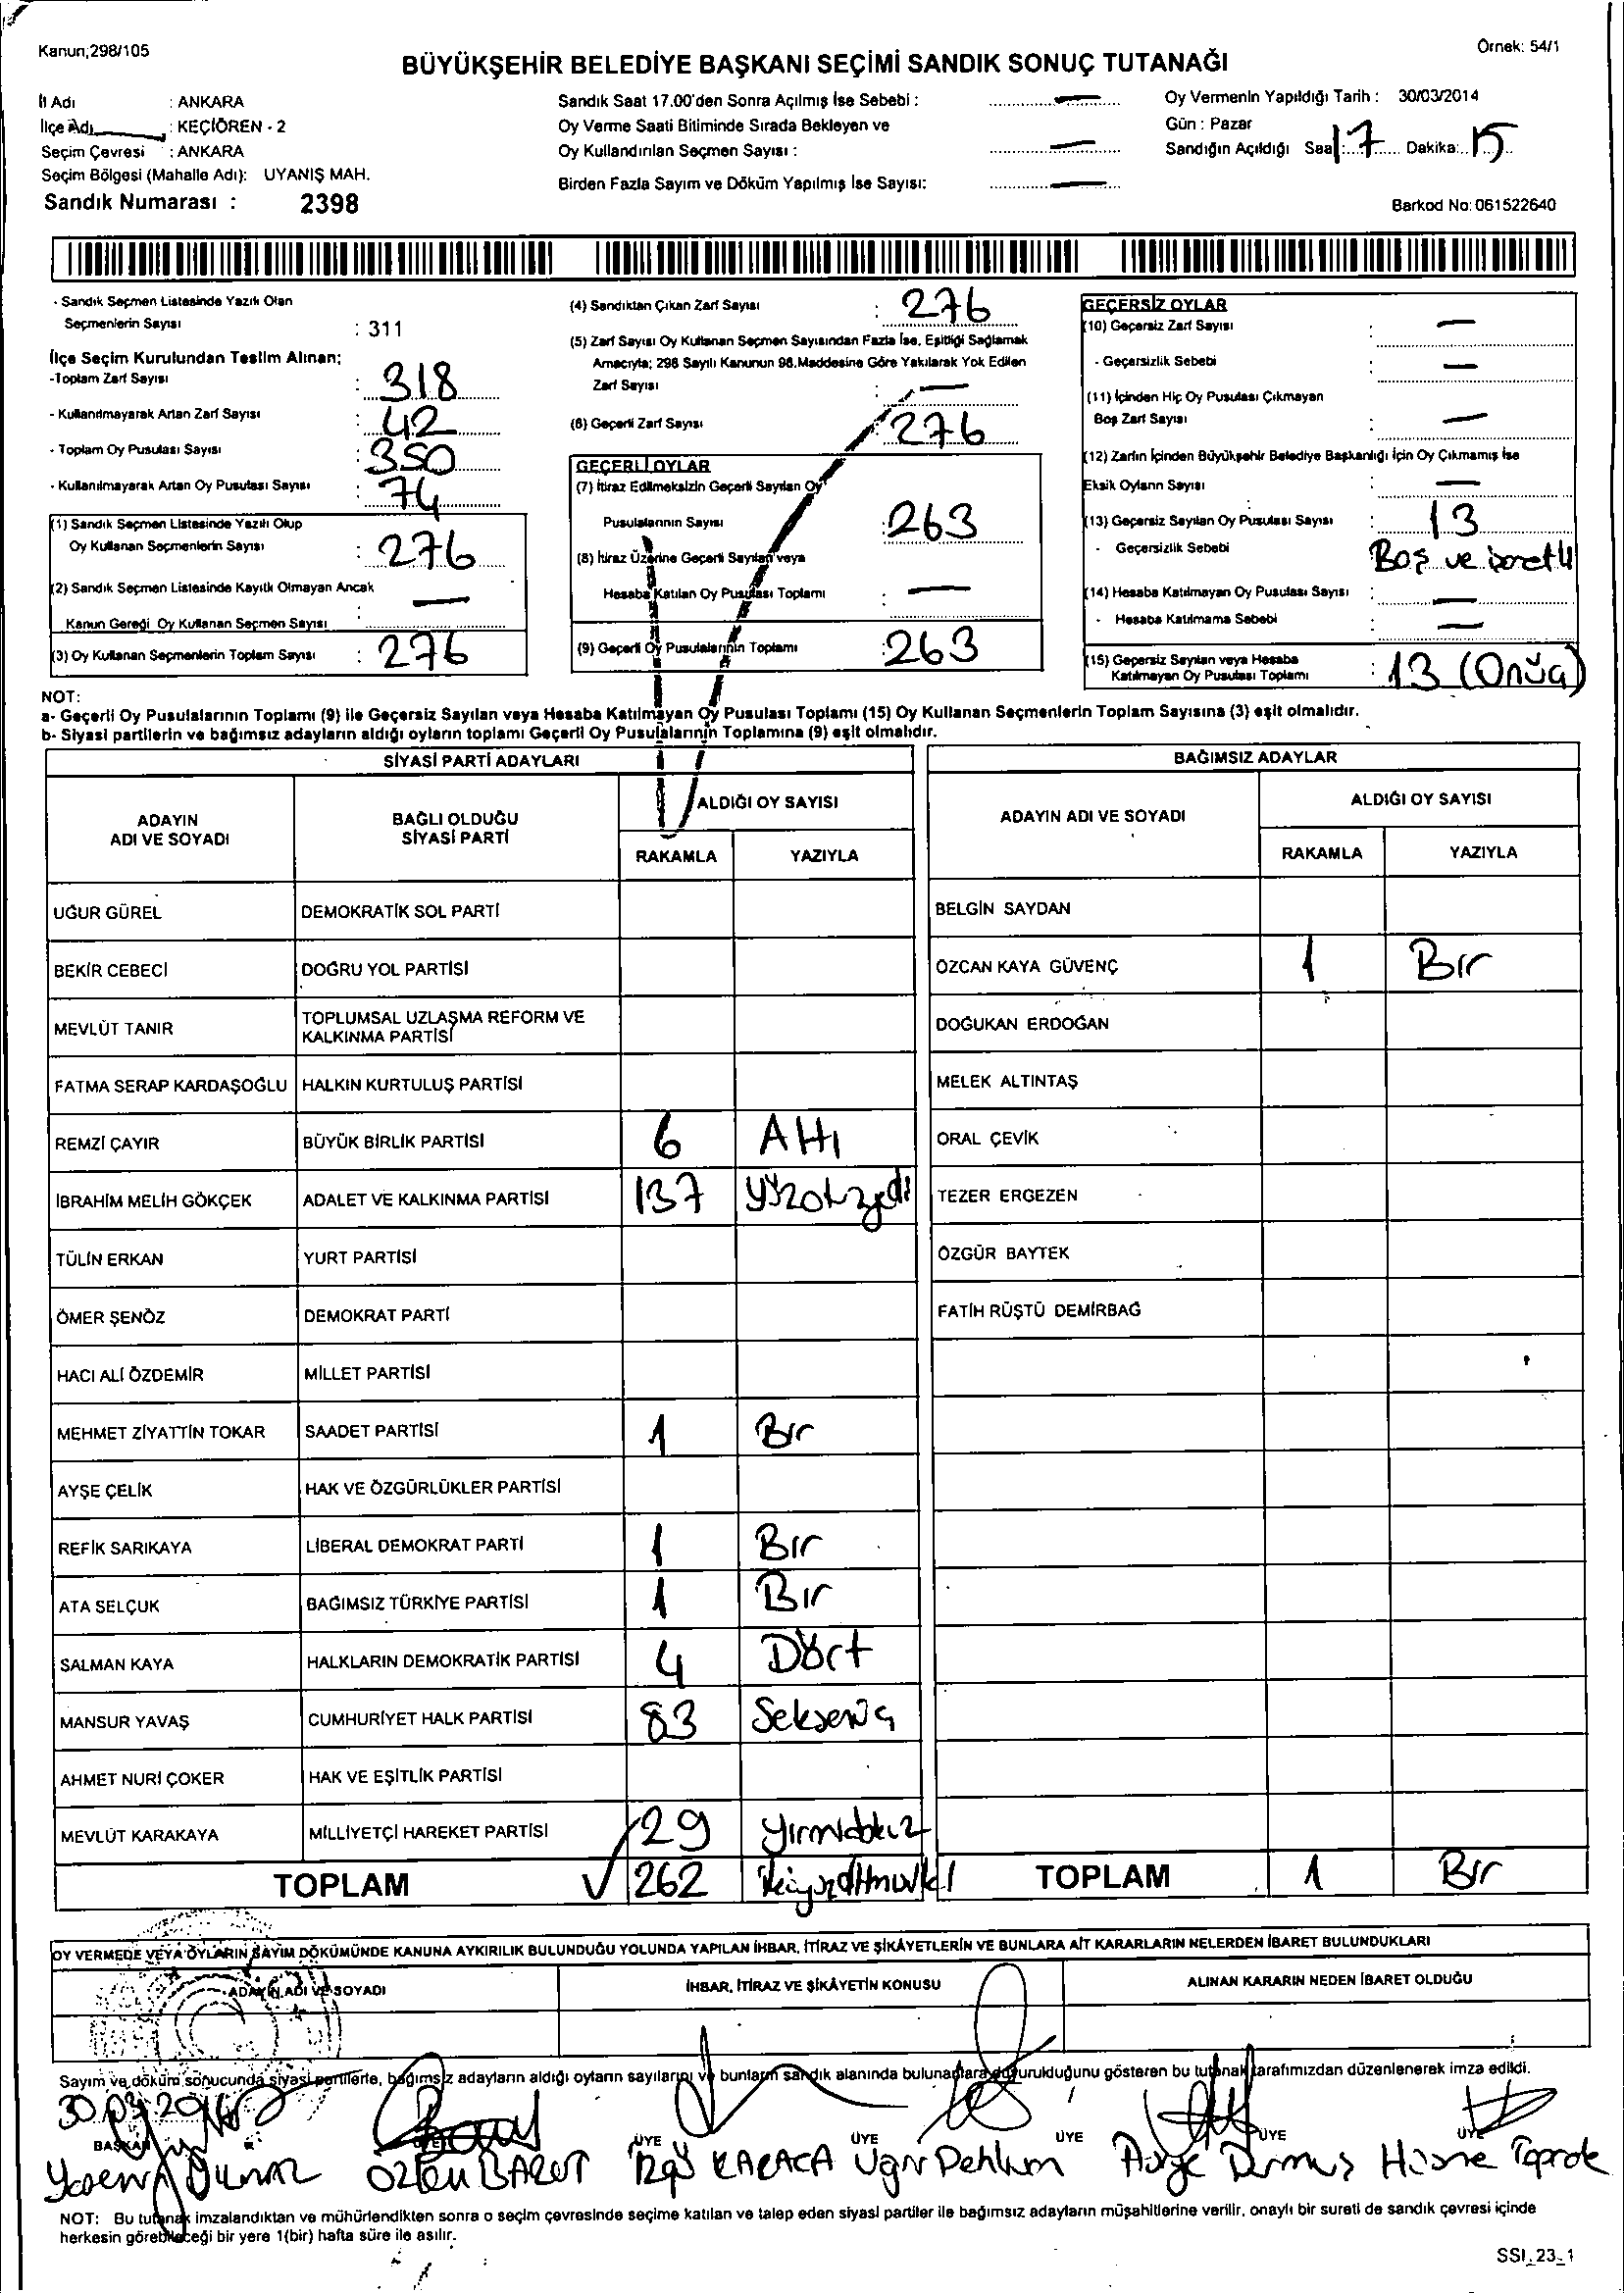 Kanun;298/105
Örnek: 54/1
BÜYÜKŞEHİR BELEDİYE BAŞKANI SEÇİMİ SANDIK SONUÇ TUTANAĞI
İl Adı : ANKARA
İlçe Adı : KEÇİÖREN - 2
Seçim Çevresi : ANKARA
Seçim Bölgesi (Mahalle Adı): UYANIŞ MAH.
Sandık Numarası : 2398
Sandık Saat 17.00'den Sonra Açılmış İse Sebebi : —
Oy Verme Saati Bitiminde Sırada Bekleyen ve
Oy Kullandırılan Seçmen Sayısı : —
Birden Fazla Sayım ve Döküm Yapılmış İse Sayısı: —
Oy Vermenin Yapıldığı Tarih : 30/03/2014
Gün : Pazar
Sandığın Açıldığı Saat: 17 Dakika: 15
Barkod No: 061522640
- Sandık Seçmen Listesinde Yazılı Olan
Seçmenlerin Sayısı : 311
İlçe Seçim Kurulundan Teslim Alınan;
-Toplam Zarf Sayısı : 318
- Kullanılmayarak Artan Zarf Sayısı : 42
- Toplam Oy Pusulası Sayısı : 350
- Kullanılmayarak Artan Oy Pusulası Sayısı : 74
(1) Sandık Seçmen Listesinde Yazılı Olup
Oy Kullanan Seçmenlerin Sayısı : 276
(2) Sandık Seçmen Listesinde Kayıtlı Olmayan Ancak
Kanun Gereği Oy Kullanan Seçmen Sayısı : —
(3) Oy Kullanan Seçmenlerin Toplam Sayısı : 276
(4) Sandıktan Çıkan Zarf Sayısı : 276
(5) Zarf Sayısı Oy Kullanan Seçmen Sayısından Fazla İse, Eşitliği Sağlamak
Amacıyla; 298 Sayılı Kanunun 98.Maddesine Göre Yakılarak Yok Edilen
Zarf Sayısı : —
(6) Geçerli Zarf Sayısı : 276
GEÇERLİ OYLAR
(7) İtiraz Edilmeksizin Geçerli Sayılan Oy
Pusulalarının Sayısı : 263
(8) İtiraz Üzerine Geçerli Sayılan veya
Hesaba Katılan Oy Pusulası Toplamı : —
(9) Geçerli Oy Pusulalarının Toplamı : 263
GEÇERSİZ OYLAR
(10) Geçersiz Zarf Sayısı : —
- Geçersizlik Sebebi : —
(11) İçinden Hiç Oy Pusulası Çıkmayan
Boş Zarf Sayısı : —
(12) Zarfın İçinden Büyükşehir Belediye Başkanlığı İçin Oy Çıkmamış İse
Eksik Oyların Sayısı : —
(13) Geçersiz Sayılan Oy Pusulası Sayısı : 13
- Geçersizlik Sebebi : Boş ve işaretli
(14) Hesaba Katılmayan Oy Pusulası Sayısı : —
- Hesaba Katılmama Sebebi : —
(15) Geçersiz Sayılan veya Hesaba
Katılmayan Oy Pusulası Toplamı : 13 (Onüç)
NOT:
a- Geçerli Oy Pusulalarının Toplamı (9) ile Geçersiz Sayılan veya Hesaba Katılmayan Oy Pusulası Toplamı (15) Oy Kullanan Seçmenlerin Toplam Sayısına (3) eşit olmalıdır.
b- Siyasi partilerin ve bağımsız adayların aldığı oyların toplamı Geçerli Oy Pusulalarının Toplamına (9) eşit olmalıdır.
SİYASİ PARTİ ADAYLARI
ADAYIN ADI VE SOYADI BAĞLI OLDUĞU SİYASİ PARTİ ALDIĞI OY SAYISI
RAKAMLA YAZIYLA
UĞUR GÜREL DEMOKRATİK SOL PARTİ
BEKİR CEBECİ DOĞRU YOL PARTİSİ
MEVLÜT TANIR TOPLUMSAL UZLAŞMA REFORM VE KALKINMA PARTİSİ
FATMA SERAP KARDAŞOĞLU HALKIN KURTULUŞ PARTİSİ
REMZİ ÇAYIR BÜYÜK BİRLİK PARTİSİ 6 Altı
İBRAHİM MELİH GÖKÇEK ADALET VE KALKINMA PARTİSİ 137 yüzotuzyedi
TÜLİN ERKAN YURT PARTİSİ
ÖMER ŞENÖZ DEMOKRAT PARTİ
HACI ALİ ÖZDEMİR MİLLET PARTİSİ
MEHMET ZİYATTİN TOKAR SAADET PARTİSİ 1 Bir
AYŞE ÇELİK HAK VE ÖZGÜRLÜKLER PARTİSİ
REFİK SARIKAYA LİBERAL DEMOKRAT PARTİ 1 Bir
ATA SELÇUK BAĞIMSIZ TÜRKİYE PARTİSİ 1 Bir
SALMAN KAYA HALKLARIN DEMOKRATİK PARTİSİ 4 Dört
MANSUR YAVAŞ CUMHURİYET HALK PARTİSİ 83 Seksenüç
AHMET NURİ ÇOKER HAK VE EŞİTLİK PARTİSİ
MEVLÜT KARAKAYA MİLLİYETÇİ HAREKET PARTİSİ 29 yirmidokuz
TOPLAM 262 ikiyüzaltmışiki
BAĞIMSIZ ADAYLAR
ADAYIN ADI VE SOYADI ALDIĞI OY SAYISI
RAKAMLA YAZIYLA
BELGİN SAYDAN
ÖZCAN KAYA GÜVENÇ 1 Bir
DOĞUKAN ERDOĞAN
MELEK ALTINTAŞ
ORAL ÇEVİK
TEZER ERGEZEN
ÖZGÜR BAYTEK
FATİH RÜŞTÜ DEMİRBAĞ
TOPLAM 1 Bir
OY VERMEDE VEYA OYLARIN SAYIM DÖKÜMÜNDE KANUNA AYKIRILIK BULUNDUĞU YOLUNDA YAPILAN İHBAR, İTİRAZ VE ŞİKÂYETLERİN VE BUNLARA AİT KARARLARIN NELERDEN İBARET BULUNDUKLARI
ADAYIN ADI VE SOYADI İHBAR, İTİRAZ VE ŞİKÂYETİN KONUSU ALINAN KARARIN NEDEN İBARET OLDUĞU
Sayım ve döküm sonucunda siyasi partilerle, bağımsız adayların aldığı oyların sayılarını ve bunların sandık alanında bulunanlara duyurulduğunu gösteren bu tutanak tarafımızdan düzenlenerek imza edildi.
30.03.2014
BAŞKAN ÜYE ÜYE ÜYE ÜYE ÜYE
BARUT KARACA Uğur Pehlivan Durmuş Hüsne Toprak
NOT: Bu tutanak imzalandıktan ve mühürlendikten sonra o seçim çevresinde seçime katılan ve talep eden siyasi partiler ile bağımsız adayların müşahitlerine verilir, onaylı bir sureti de sandık çevresi içinde
herkesin görebileceği bir yere 1(bir) hafta süre ile asılır.
SSI_23_1